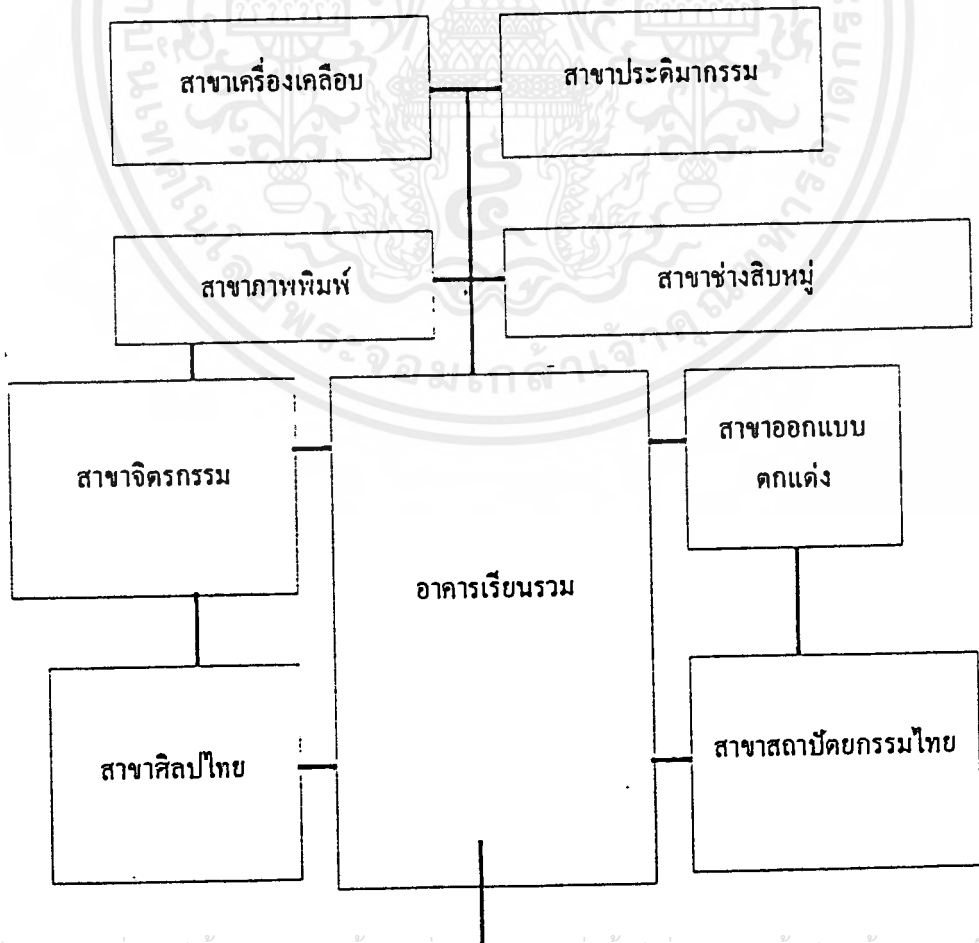 สาขาเครื่องเคลือบ
สาขาประติมากรรม
สาขาภาพพิมพ์
สาขาช่างสิบหมู่
สาขาจิตรกรรม
สาขาออกแบบ
ตกแต่ง
อาคารเรียนรวม
สาขาศิลปไทย
สาขาสถาปัตยกรรมไทย